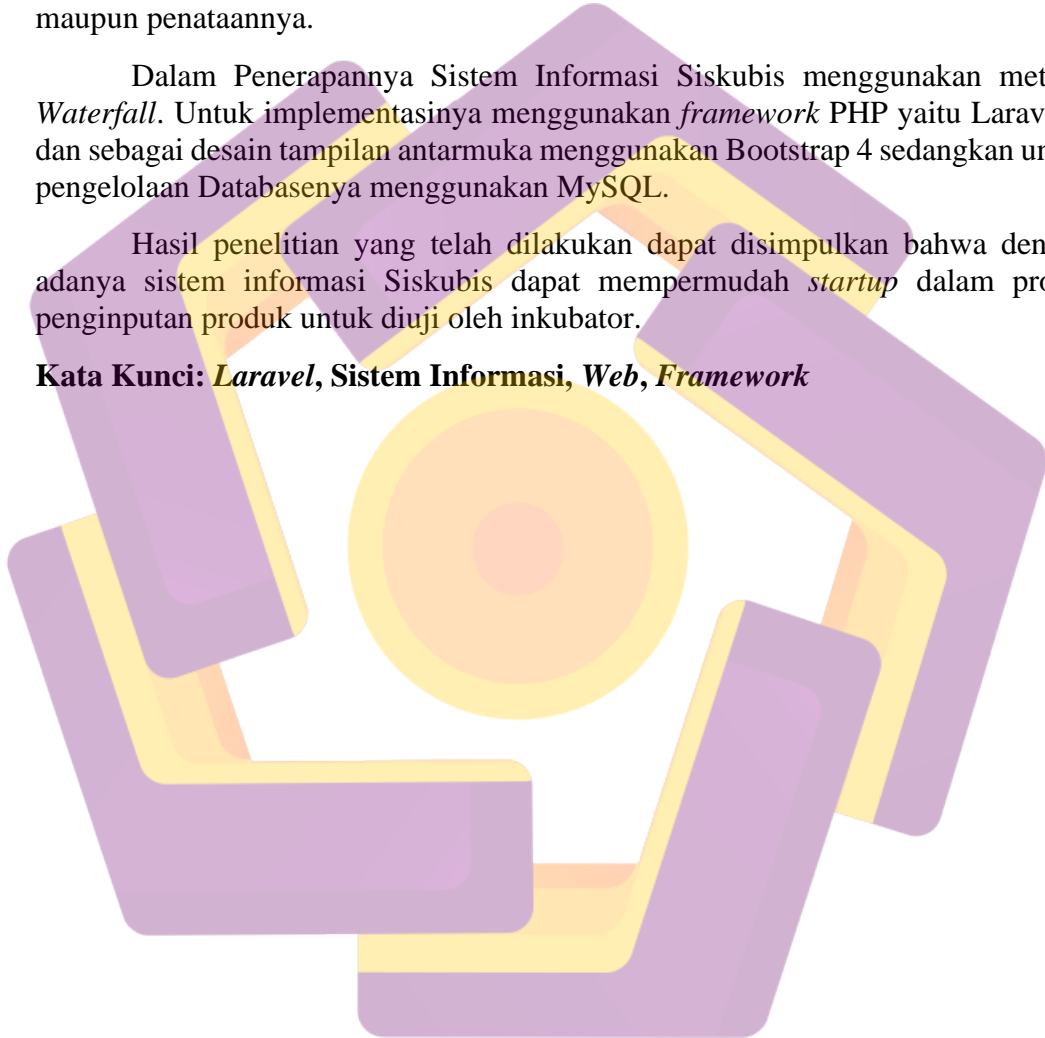 maupun penataannya.
Dalam Penerapannya Sistem Informasi Siskubis menggunakan met
Waterfall. Untuk implementasinya menggunakan framework PHP yaitu Larav
dan sebagai desain tampilan antarmuka menggunakan Bootstrap 4 sedangkan un
pengelolaan Databasenya menggunakan MySQL.
Hasil penelitian yang telah dilakukan dapat disimpulkan bahwa den
adanya sistem informasi Siskubis dapat mempermudah startup dalam pro
penginputan produk untuk diuji oleh inkubator.
Kata Kunci: Laravel, Sistem Informasi, Web, Framework